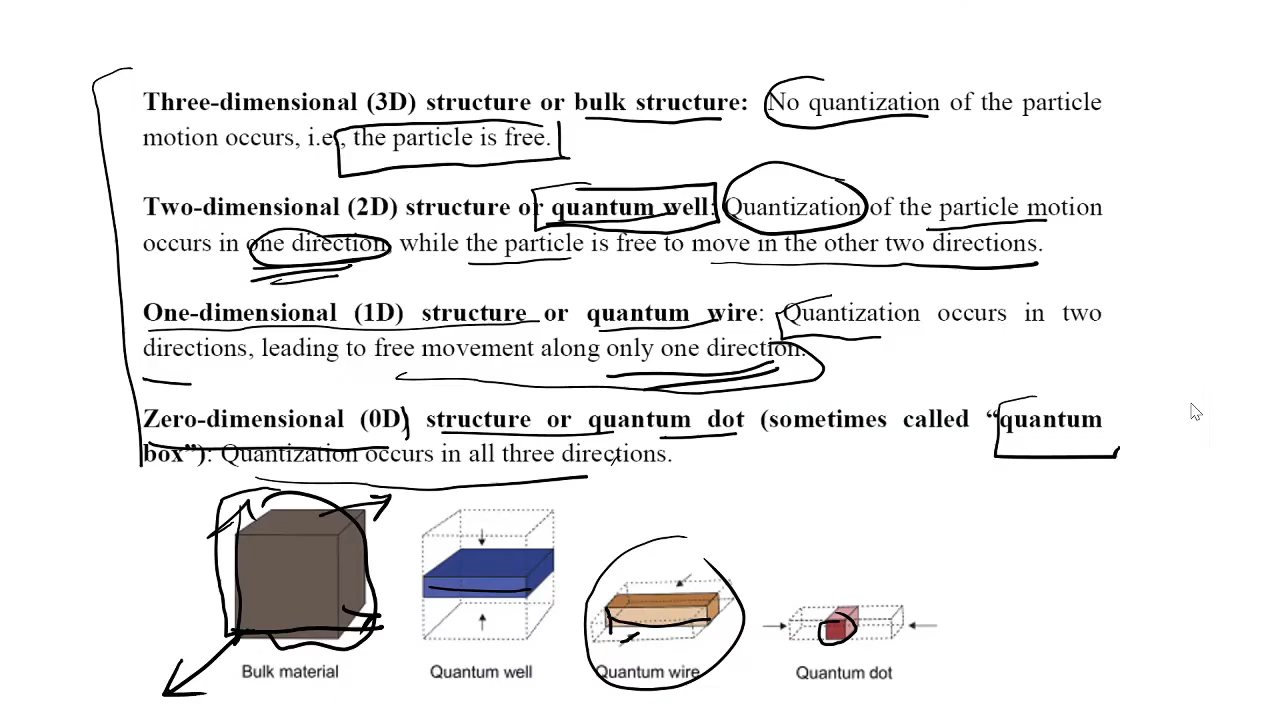 Three-dimensional (3D) structure or bulk structure: No quantization of the particle
motion occurs, i.e., the particle is free.
Two-dimensional (2D) structure or quantum well: Quantization of the particle motion
occurs in one direction, while the particle is free to move in the other two directions.
One-dimensional (1D) structure or quantum wire: Quantization occurs in two
directions, leading to free movement along only one direction.
Zero-dimensional (0D) structure or quantum dot (sometimes called “quantum
box”): Quantization occurs in all three directions.
Bulk material
Quantum well
Quantum wire
Quantum dot